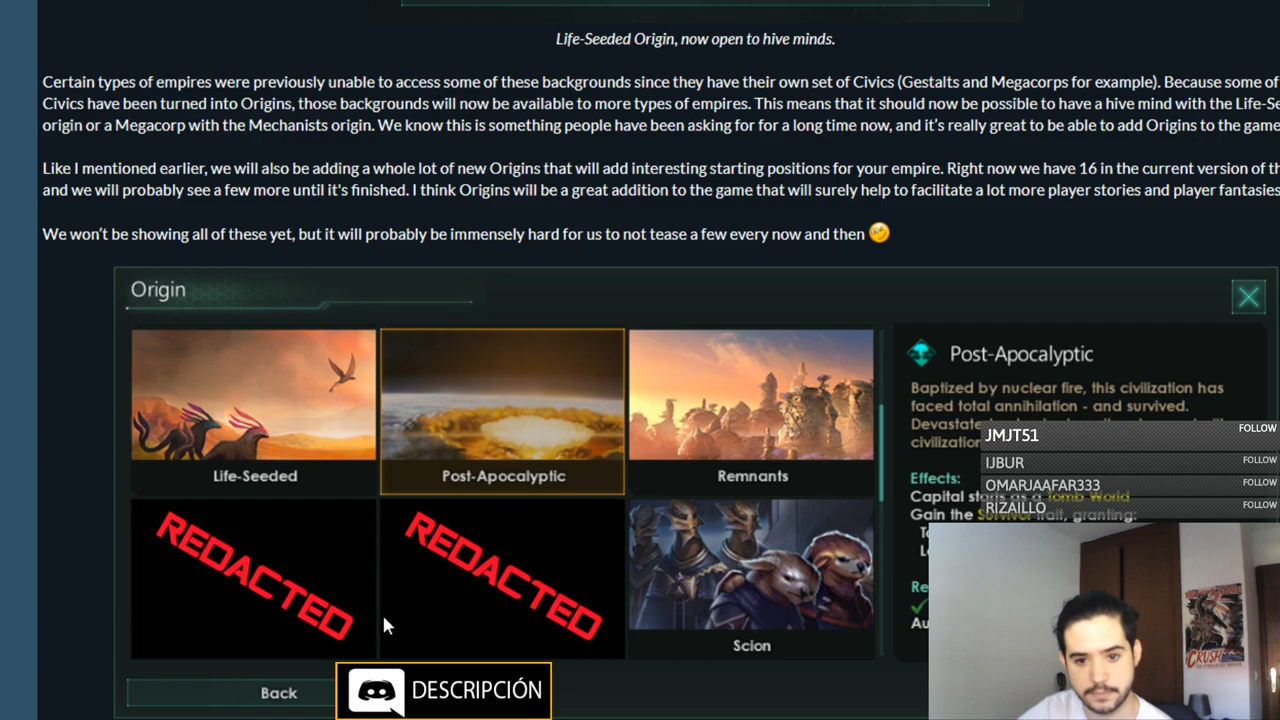 Life-Seeded Origin, now open to hive minds.
Certain types of empires were previously unable to access some of these backgrounds since they have their own set of Civics (Gestalts and Megacorps for example). Because some of
Civics have been turned into Origins, those backgrounds will now be available to more types of empires. This means that it should now be possible to have a hive mind with the Life-Se
origin or a Megacorp with the Mechanists origin. We know this is something people have been asking for for a long time now, and it's really great to be able to add Origins to the game
Like I mentioned earlier, we will also be adding a whole lot of new Origins that will add interesting starting positions for your empire. Right now we have 16 in the current version of th
and we will probably see a few more until it's finished. I think Origins will be a great addition to the game that will surely help to facilitate a lot more player stories and player fantasies
We won't be showing all of these yet, but it will probably be immensely hard for us to not tease a few every now and then
Origin
Life-Seeded
Post-Apocalyptic
Remnants
REDACTED
REDACTED
Scion
Back
Post-Apocalyptic
Baptized by nuclear fire, this civilization has
faced total annihilation - and survived.
Devastate
civilization
Effects:
Capital starts as a Tomb World
Gain the Survivor trait, granting:
To
L
Re
Au
JMJT51 FOLLOW
IJBUR FOLLOW
OMARJAAFAR333 FOLLOW
RIZAILLO FOLLOW
DESCRIPCIÓN
CRUSH